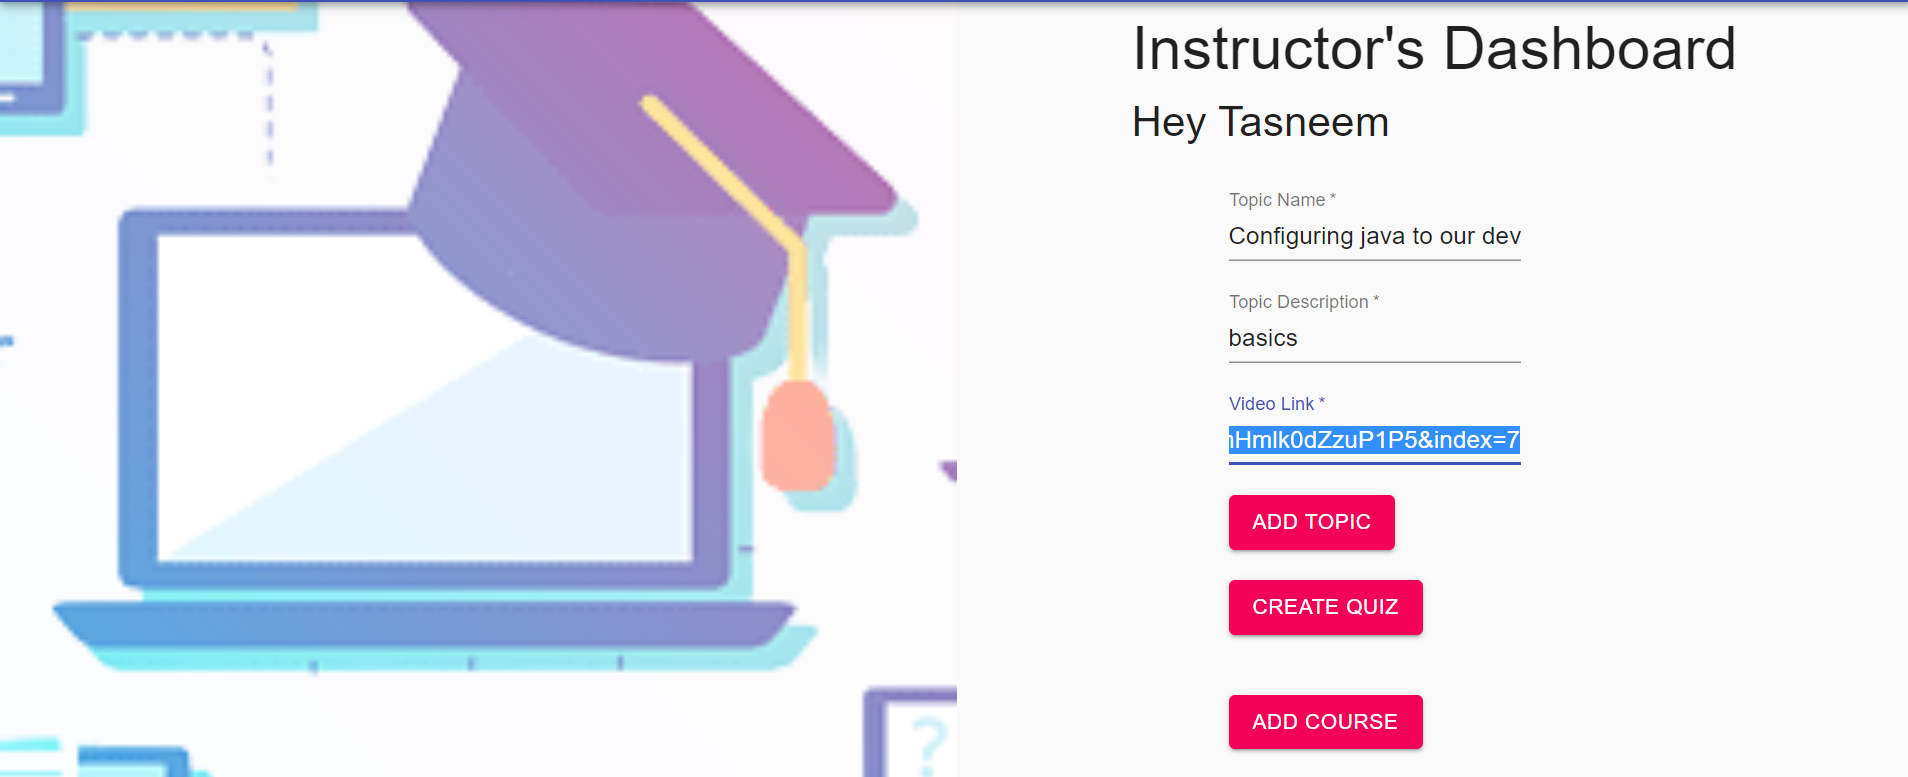 Instructor's Dashboard
Hey Tasneem
Topic Name *
Configuring java to our dev
Topic Description *
basics
Video Link *
Hmlk0dZzuP1P5&index=7
ADD TOPIC
CREATE QUIZ
ADD COURSE
?